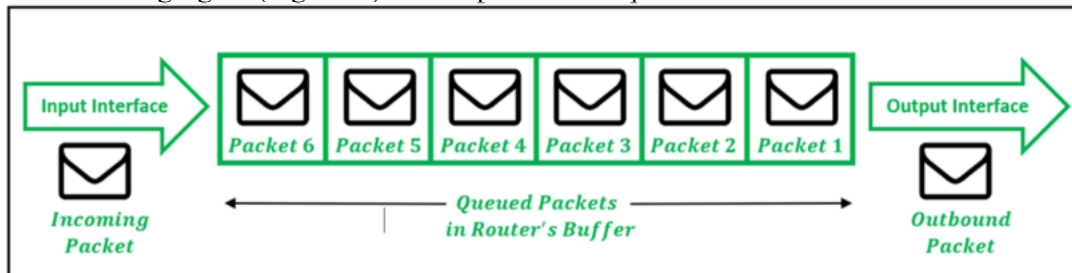 Input Interface
Packet 6
Packet 5
Packet 4
Packet 3
Packet 2
Packet 1
Output Interface
Incoming
Packet
Queued Packets
in Router's Buffer
Outbound
Packet